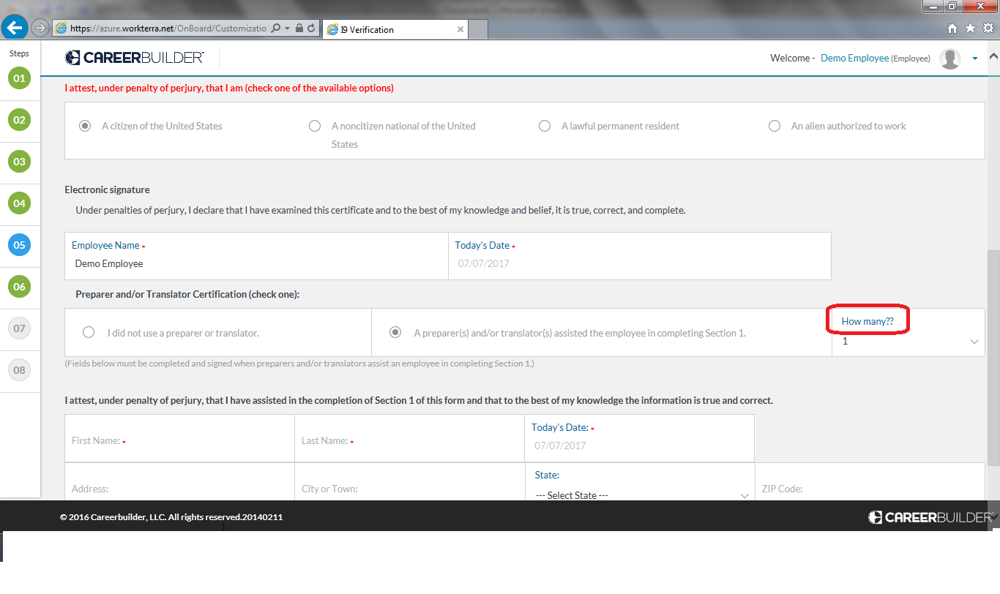 https://azure.workterra.net/OnBoard/Customizatio
I9 Verification
Steps
CAREERBUILDER
Welcome - Demo Employee (Employee)
01
02
03
04
05
06
07
08
I attest, under penalty of perjury, that I am (check one of the available options)
A citizen of the United States
A noncitizen national of the United
States
A lawful permanent resident
An alien authorized to work
Electronic signature
Under penalties of perjury, I declare that I have examined this certificate and to the best of my knowledge and belief, it is true, correct, and complete.
Employee Name *
Demo Employee
Today's Date *
07/07/2017
Preparer and/or Translator Certification (check one):
I did not use a preparer or translator.
A preparer(s) and/or translator(s) assisted the employee in completing Section 1.
How many??
1
(Fields below must be completed and signed when preparers and/or translators assist an employee in completing Section 1.)
I attest, under penalty of perjury, that I have assisted in the completion of Section 1 of this form and that to the best of my knowledge the information is true and correct.
First Name: *
Last Name: *
Today's Date: *
07/07/2017
Address:
City or Town:
State:
--- Select State ---
ZIP Code:
© 2016 Careerbuilder, LLC. All rights reserved.20140211
CAREERBUILDER